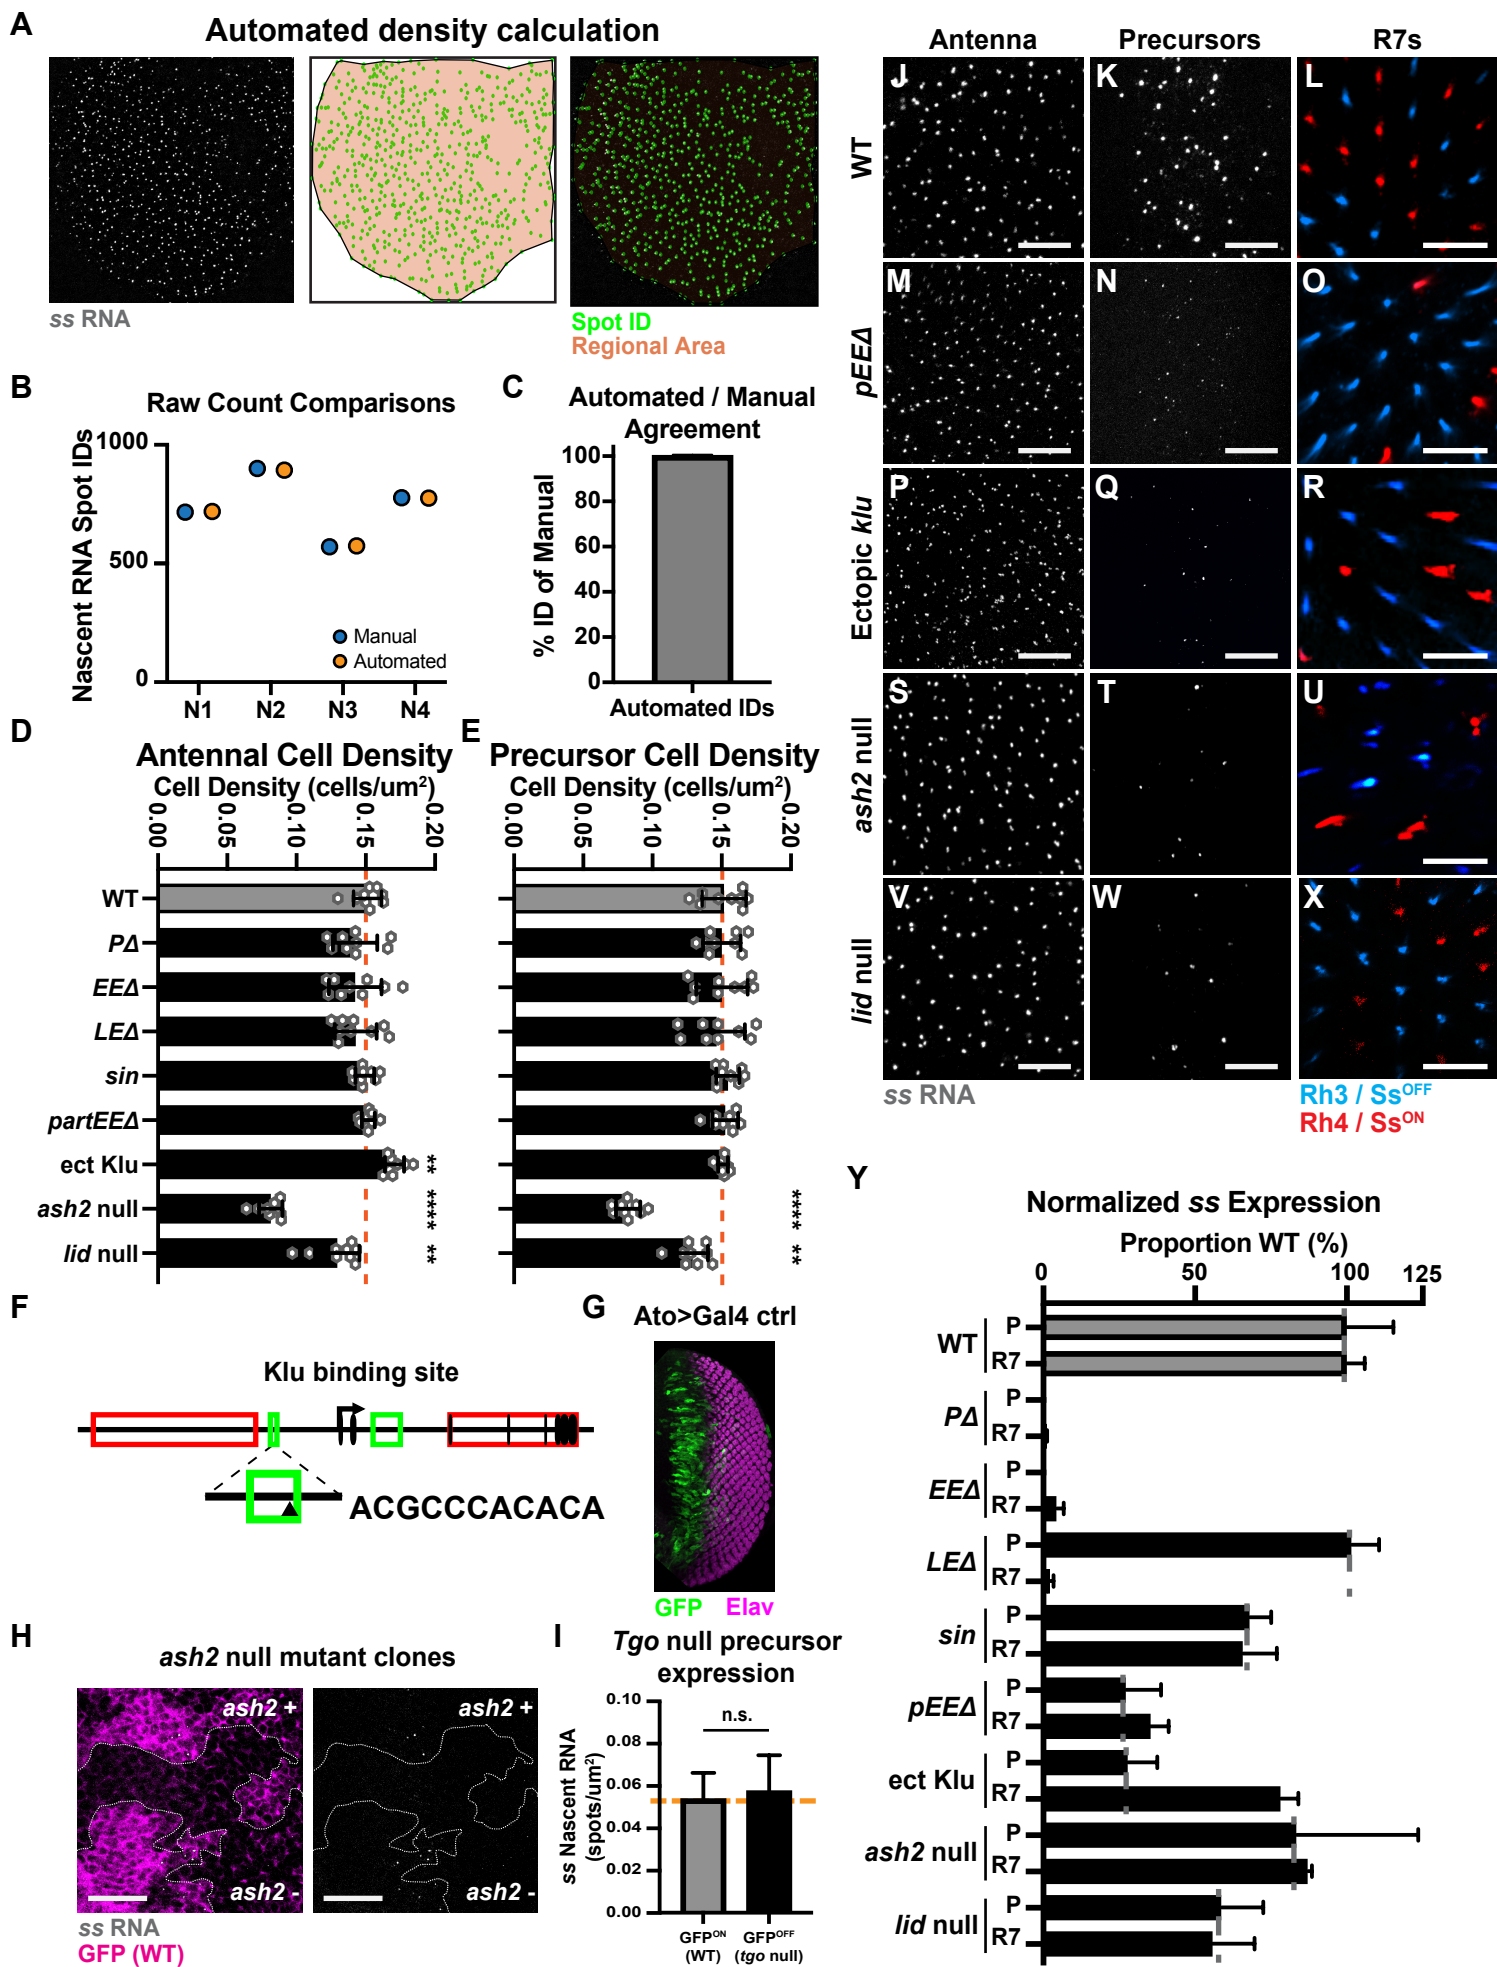 A
Automated density calculation
ss RNA
Spot ID
Regional Area
B
Raw Count Comparisons
Nascent RNA Spot IDs
1000
500
0
Manual
Automated
N1 N2 N3 N4
C
Automated / Manual
Agreement
% ID of Manual
100
80
60
40
20
0
Automated IDs
D
Antennal Cell Density
Cell Density (cells/um²)
0.00 0.05 0.10 0.15 0.20
WT
PΔ
EEΔ
LEΔ
sin
partEEΔ
ect Klu **
ash2 null ****
lid null **
E
Precursor Cell Density
Cell Density (cells/um²)
0.00 0.05 0.10 0.15 0.20
****
**
F
Klu binding site
ACGCCCACACA
G
Ato>Gal4 ctrl
GFP Elav
H
ash2 null mutant clones
ash2 +
ash2 -
ash2 +
ash2 -
ss RNA
GFP (WT)
I
Tgo null precursor
expression
ss Nascent RNA
(spots/um²)
0.10
0.08
0.06
0.04
0.02
0.00
n.s.
GFPᴼᴺ
(WT)
GFPᴼᶠᶠ
(tgo null)
Antenna Precursors R7s
WT
J K L
pEEΔ
M N O
Ectopic klu
P Q R
ash2 null
S T U
lid null
V W X
ss RNA
Rh3 / Ssᴼᶠᶠ
Rh4 / Ssᴼᴺ
Y
Normalized ss Expression
Proportion WT (%)
0 50 100 125
WT P
R7
PΔ P
R7
EEΔ P
R7
LEΔ P
R7
sin P
R7
pEEΔ P
R7
ect Klu P
R7
ash2 null P
R7
lid null P
R7